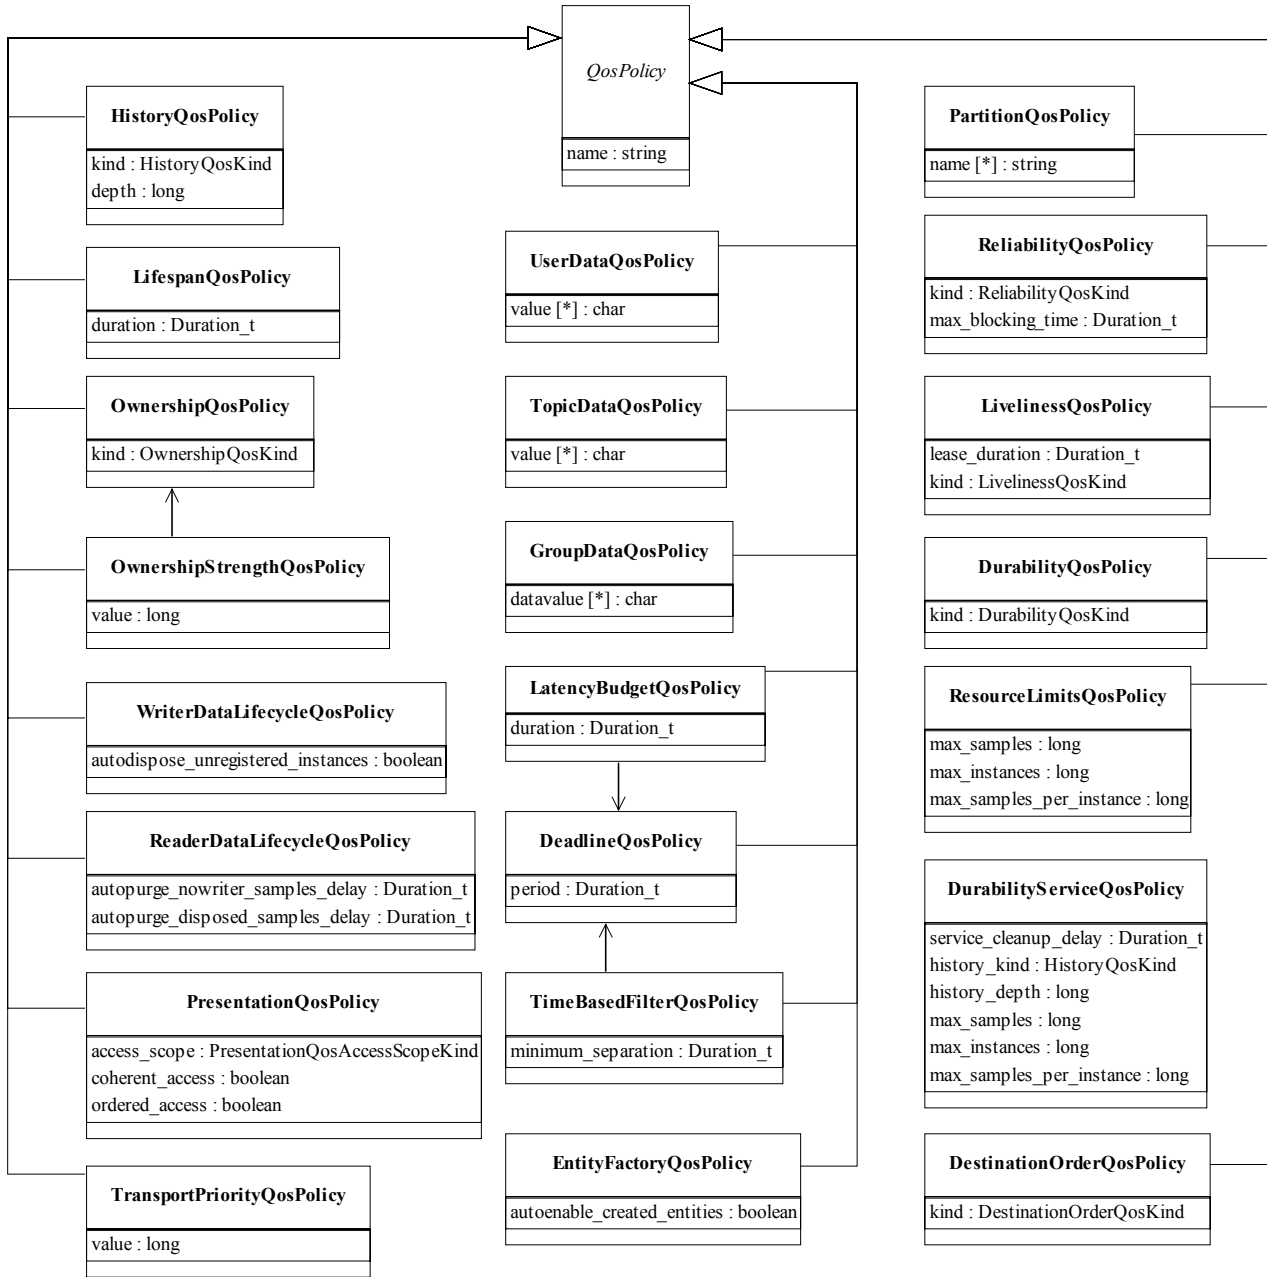 QosPolicy
name : string
HistoryQosPolicy
kind : HistoryQosKind
depth : long
LifespanQosPolicy
duration : Duration_t
OwnershipQosPolicy
kind : OwnershipQosKind
OwnershipStrengthQosPolicy
value : long
WriterDataLifecycleQosPolicy
autodispose_unregistered_instances : boolean
ReaderDataLifecycleQosPolicy
autopurge_nowriter_samples_delay : Duration_t
autopurge_disposed_samples_delay : Duration_t
PresentationQosPolicy
access_scope : PresentationQosAccessScopeKind
coherent_access : boolean
ordered_access : boolean
TransportPriorityQosPolicy
value : long
UserDataQosPolicy
value [*] : char
TopicDataQosPolicy
value [*] : char
GroupDataQosPolicy
datavalue [*] : char
LatencyBudgetQosPolicy
duration : Duration_t
DeadlineQosPolicy
period : Duration_t
TimeBasedFilterQosPolicy
minimum_separation : Duration_t
EntityFactoryQosPolicy
autoenable_created_entities : boolean
PartitionQosPolicy
name [*] : string
ReliabilityQosPolicy
kind : ReliabilityQosKind
max_blocking_time : Duration_t
LivelinessQosPolicy
lease_duration : Duration_t
kind : LivelinessQosKind
DurabilityQosPolicy
kind : DurabilityQosKind
ResourceLimitsQosPolicy
max_samples : long
max_instances : long
max_samples_per_instance : long
DurabilityServiceQosPolicy
service_cleanup_delay : Duration_t
history_kind : HistoryQosKind
history_depth : long
max_samples : long
max_instances : long
max_samples_per_instance : long
DestinationOrderQosPolicy
kind : DestinationOrderQosKind